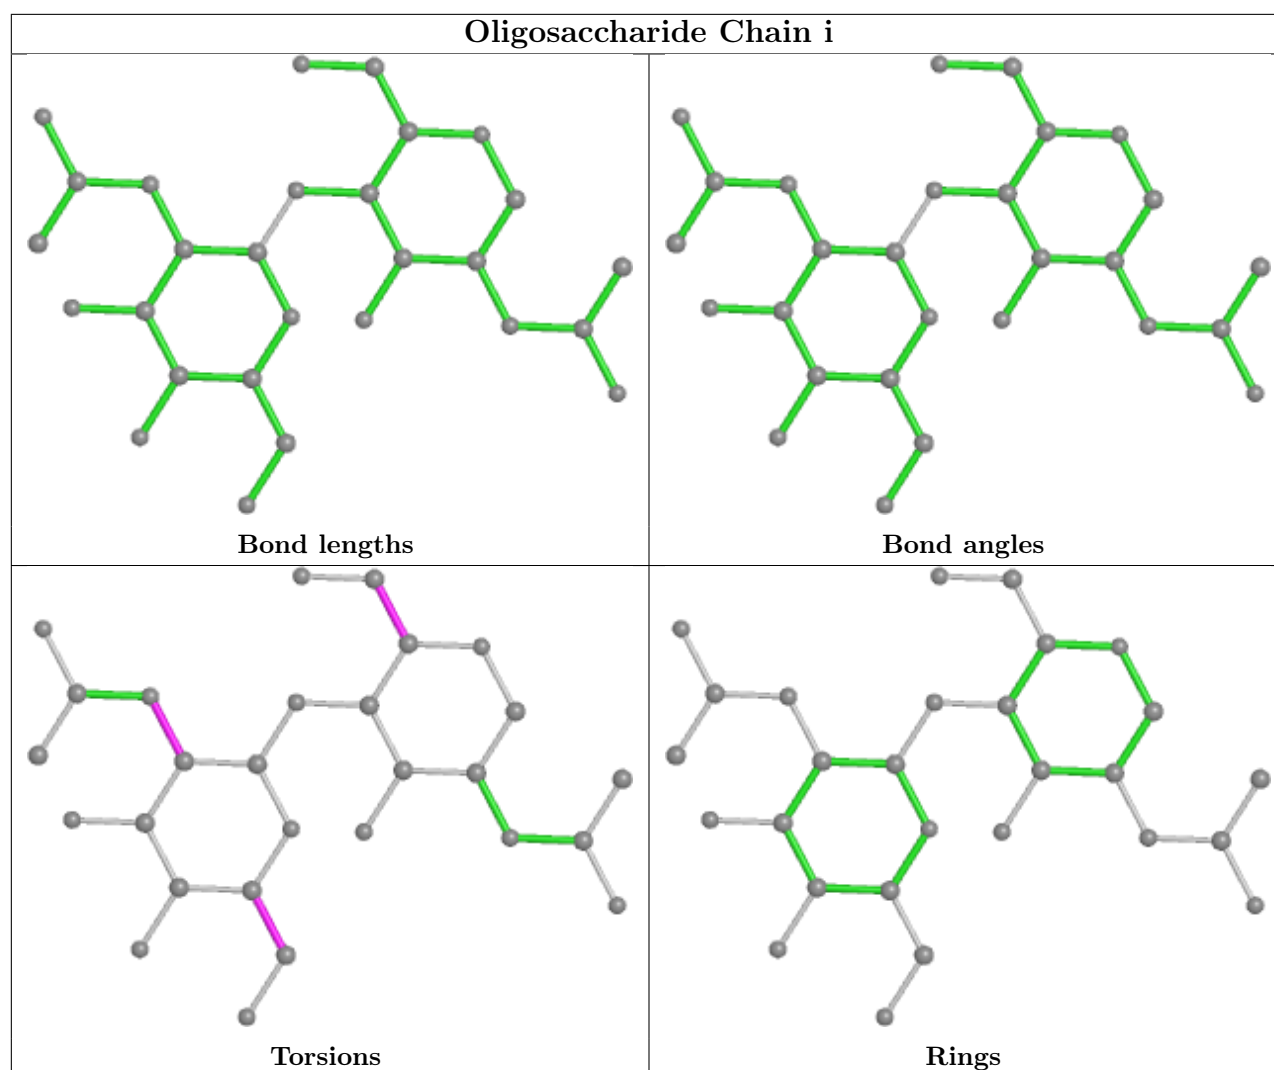 Oligosaccharide Chain i
Bond lengths
Bond angles
Torsions
Rings